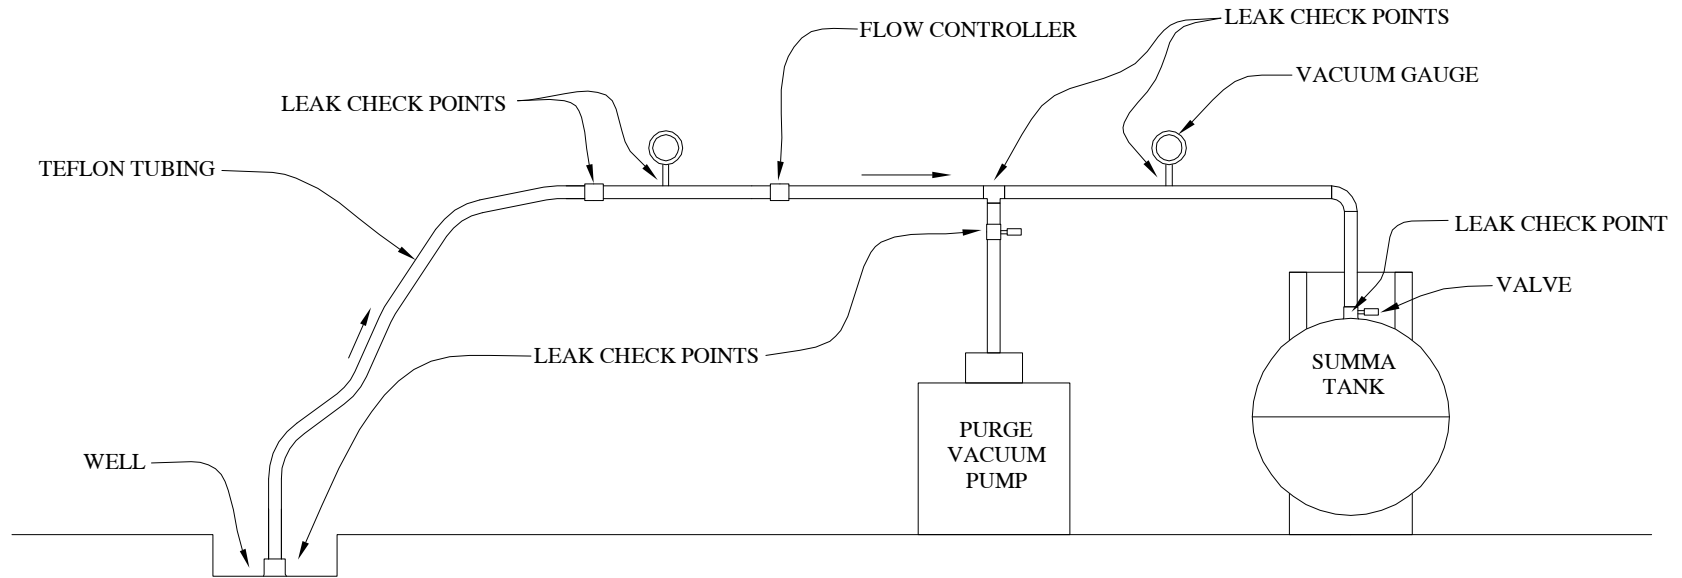 LEAK CHECK POINTS
FLOW CONTROLLER
VACUUM GAUGE
LEAK CHECK POINTS
TEFLON TUBING
LEAK CHECK POINT
VALVE
LEAK CHECK POINTS
SUMMA
TANK
PURGE
VACUUM
PUMP
WELL